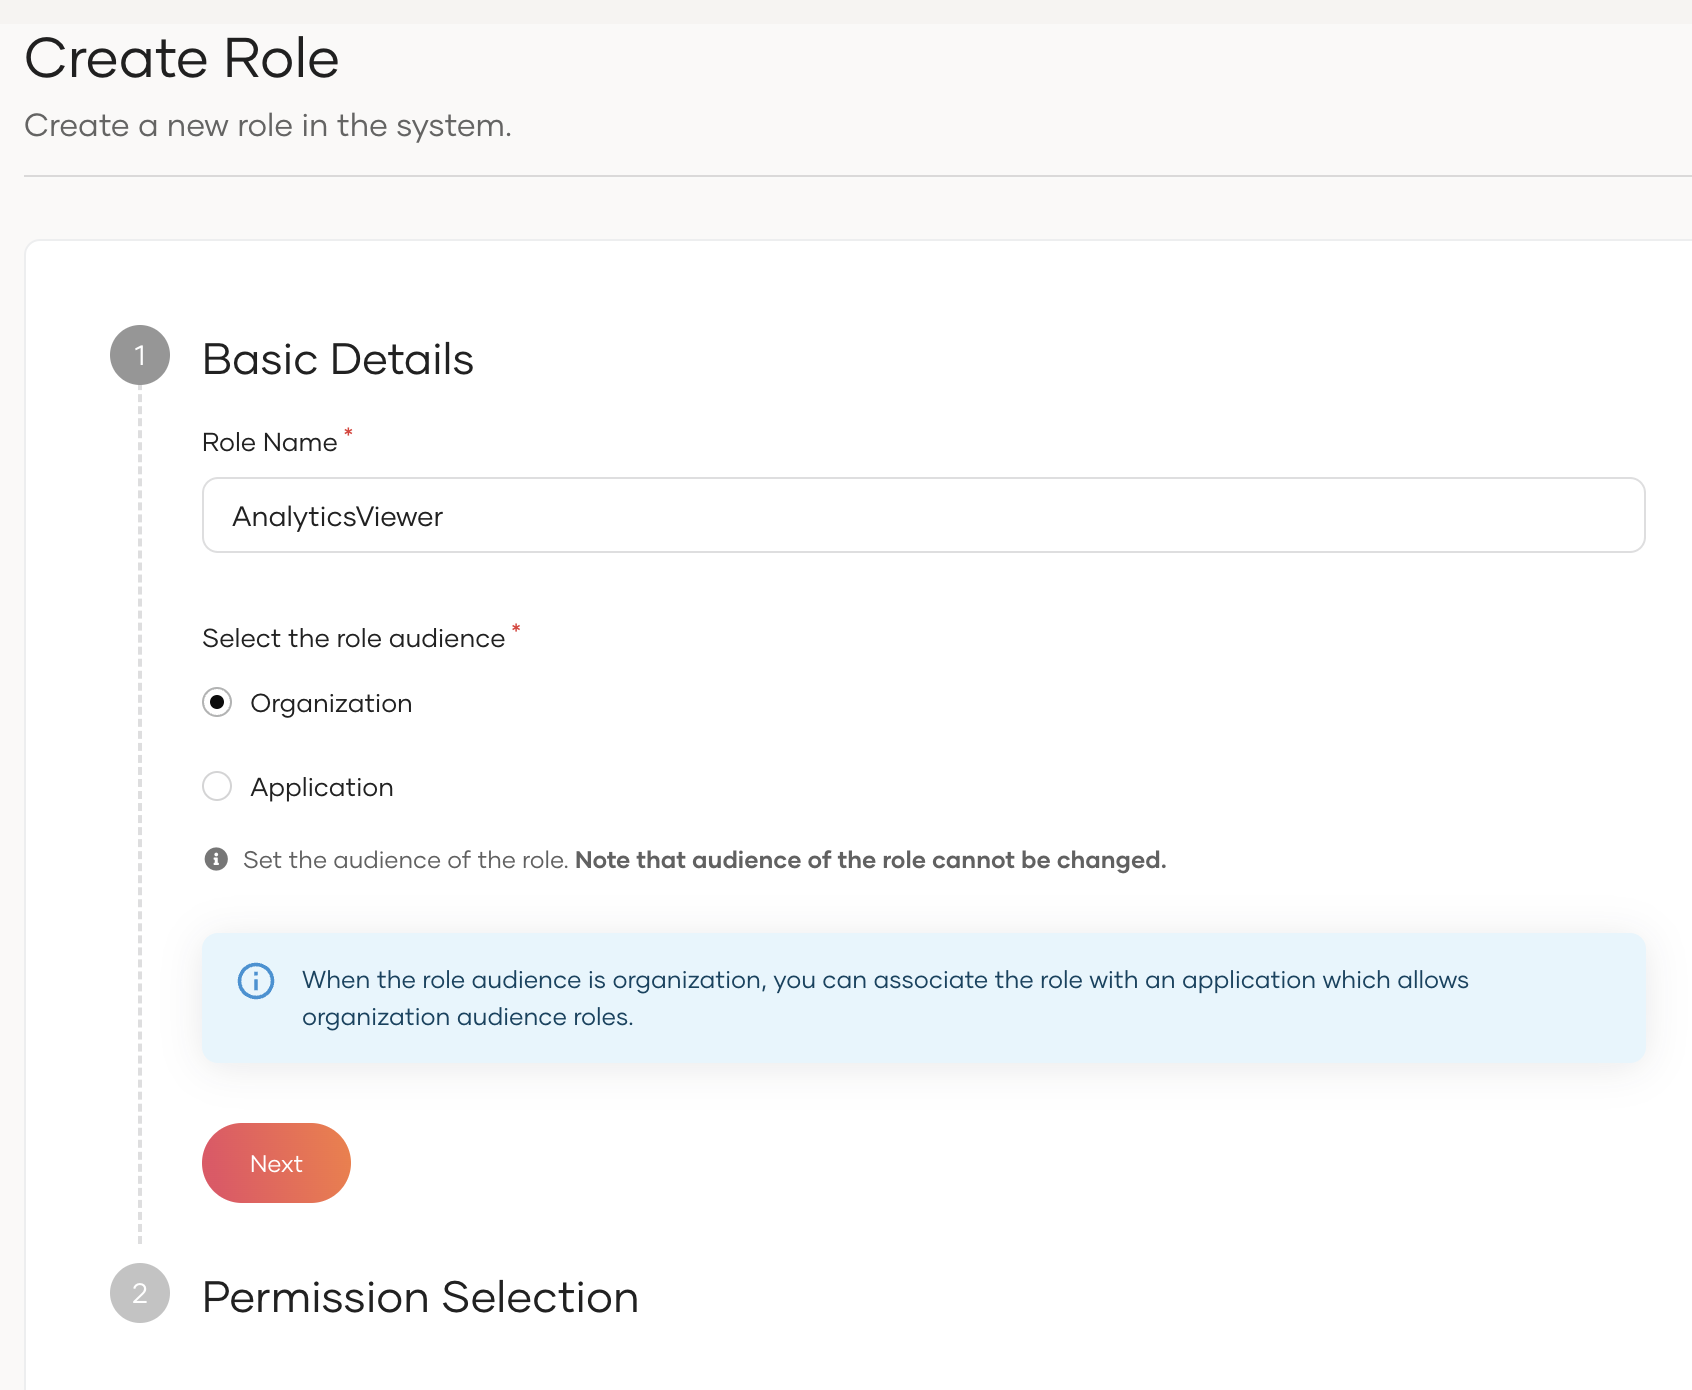 Create Role
Create a new role in the system.
1
Basic Details
Role Name *
AnalyticsViewer
Select the role audience *
Organization
Application
Set the audience of the role. Note that audience of the role cannot be changed.
When the role audience is organization, you can associate the role with an application which allows
organization audience roles.
Next
2
Permission Selection